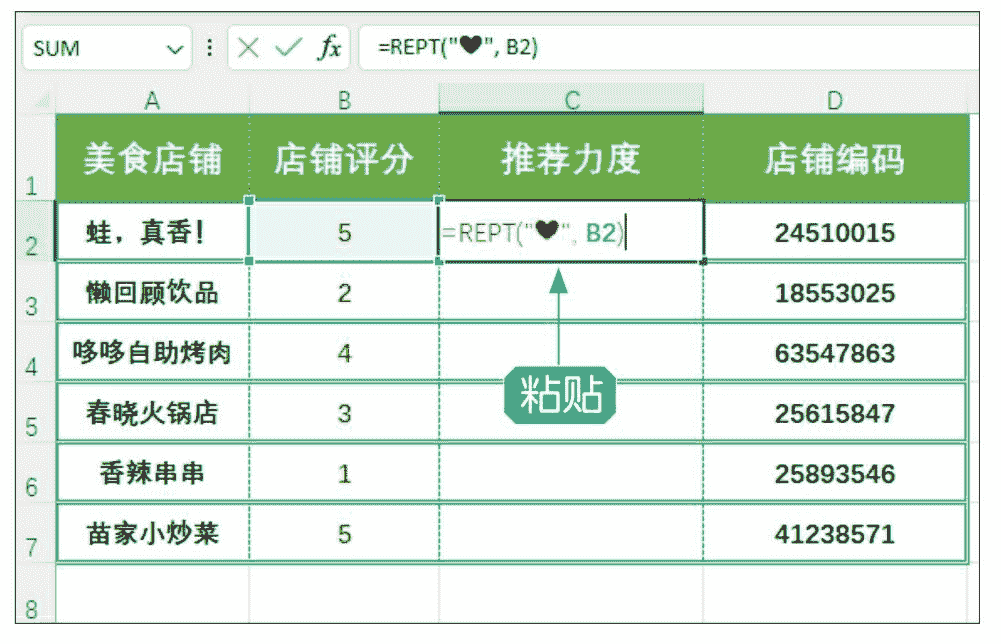 SUM fx =REPT("♥", B2)
A B C D
1 美食店铺 店铺评分 推荐力度 店铺编码
2 蛙，真香！ 5 =REPT("♥", B2) 24510015
3 懒回顾饮品 2 18553025
4 哆哆自助烤肉 4 63547863
粘贴
5 春晓火锅店 3 25615847
6 香辣串串 1 25893546
7 苗家小炒菜 5 41238571
8